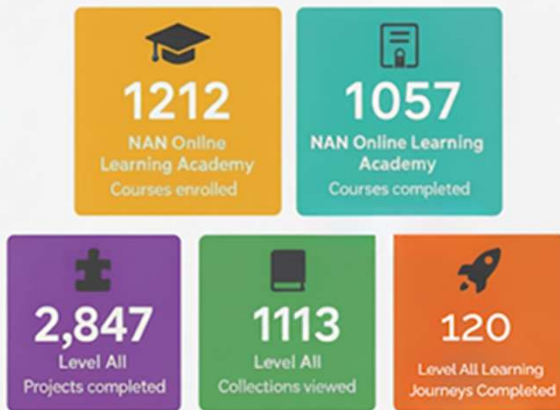 1212
NAN Online
Learning Academy
Courses enrolled
1057
NAN Online Learning
Academy
Courses completed
2,847
Level All
Projects completed
1113
Level All
Collections viewed
120
Level All Learning
Journeys Completed